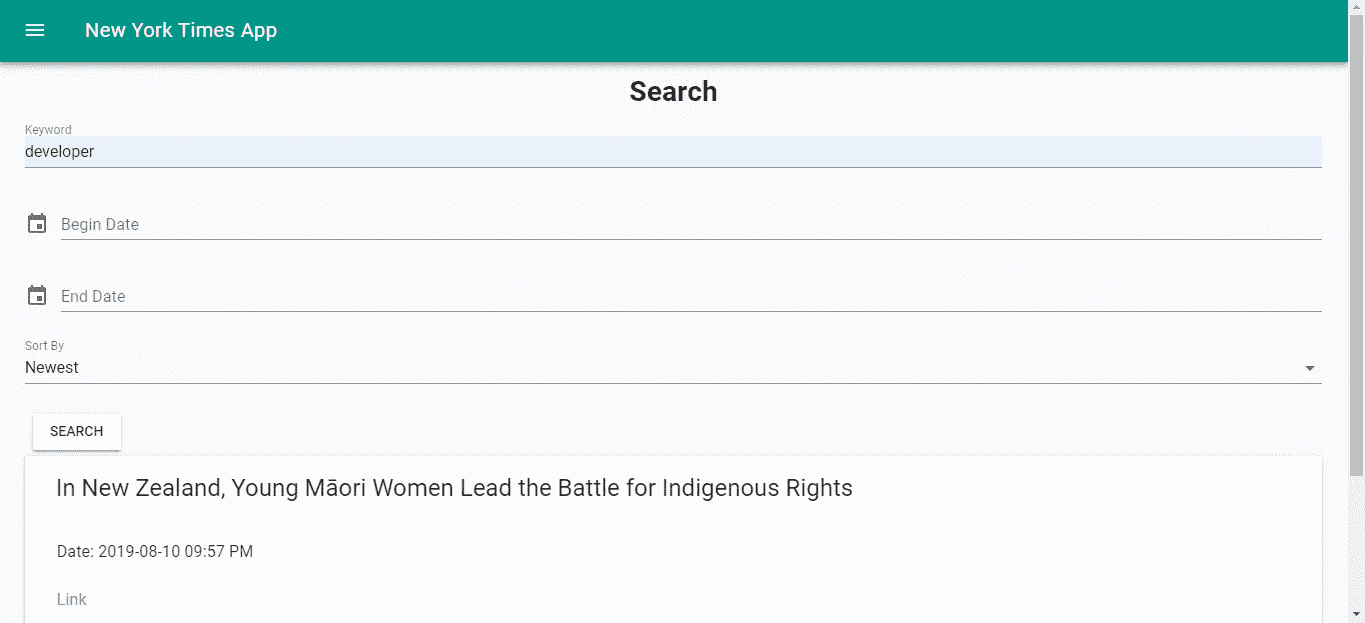 New York Times App
Search
Keyword
developer
Begin Date
End Date
Sort By
Newest
SEARCH
In New Zealand, Young Māori Women Lead the Battle for Indigenous Rights
Date: 2019-08-10 09:57 PM
Link